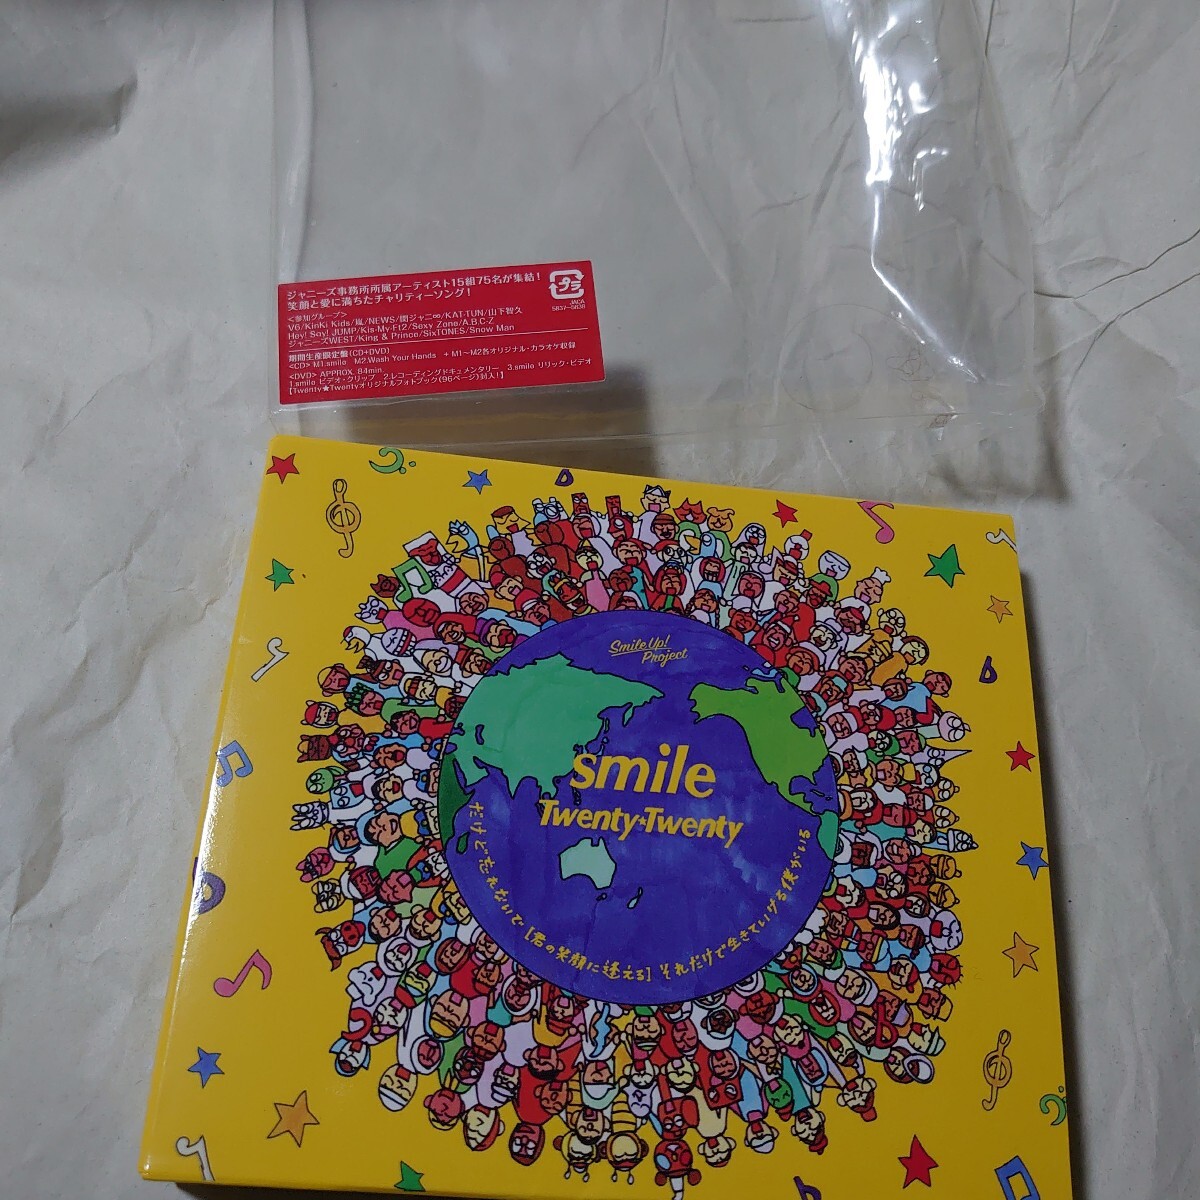 ジャニーズ事務所所属アーティスト15組75名が集結！
笑顔と愛に満ちたチャリティーソング！
プラ
JACA
5837~5838
<参加グループ>
V6/KinKi Kids/嵐/NEWS/関ジャニ∞/KAT-TUN/山下智久
Hey! Say! JUMP/Kis-My-Ft2/Sexy Zone/A.B.C-Z
ジャニーズWEST/King & Prince/SixTONES/Snow Man
期間生産限定盤(CD+DVD)
<CD> M1.smile M2.Wash Your Hands + M1～M2各オリジナル・カラオケ収録
<DVD> APPROX. 84min.
1.smile ビデオ・クリップ 2.レコーディングドキュメンタリー 3.smile リリック・ビデオ
【Twenty★Twentyオリジナルフォトブック(96ページ)封入！】
Smile Up!
Project
smile
Twenty★Twenty
だけど忘れないで [君の笑顔に逢える] それだけで生きていける僕がいる